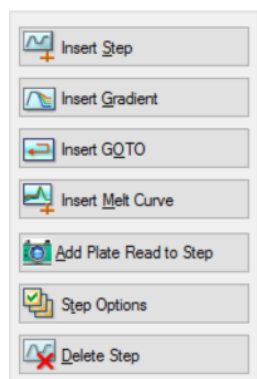 Insert Step
Insert Gradient
Insert GOTO
Insert Melt Curve
Add Plate Read to Step
Step Options
Delete Step